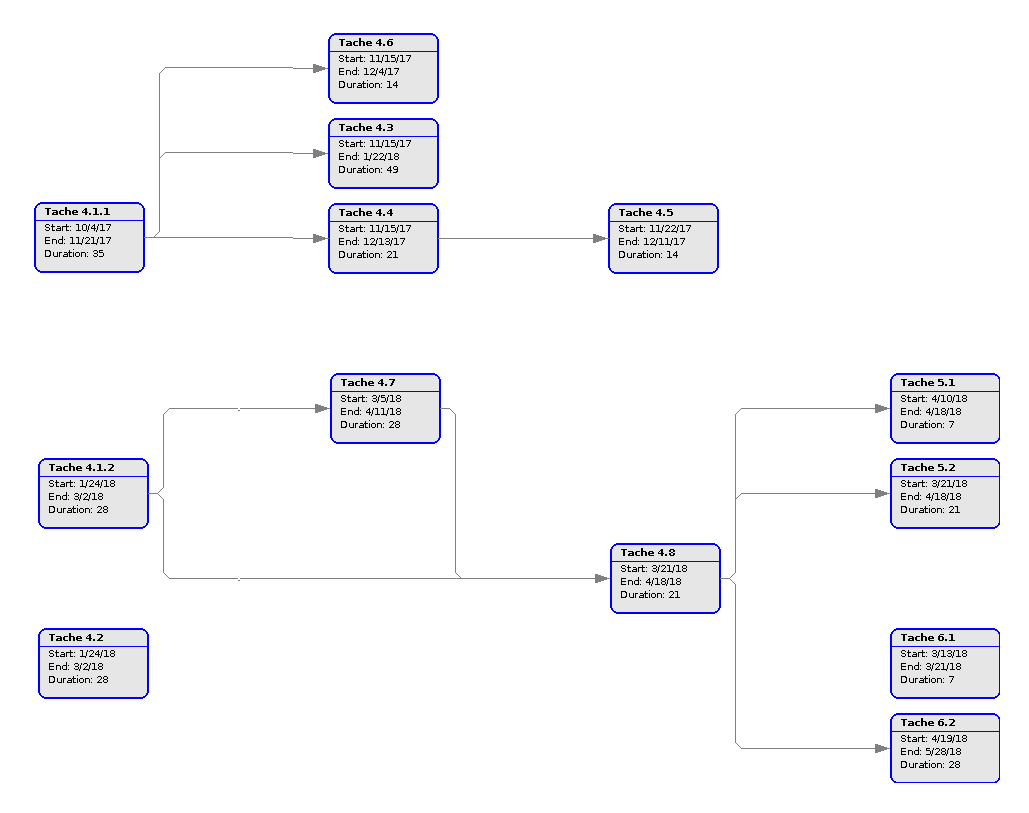 Tache 4.6
Start: 11/15/17
End: 12/4/17
Duration: 14
Tache 4.3
Start: 11/15/17
End: 1/22/18
Duration: 49
Tache 4.1.1
Start: 10/4/17
End: 11/21/17
Duration: 35
Tache 4.4
Start: 11/15/17
End: 12/13/17
Duration: 21
Tache 4.5
Start: 11/22/17
End: 12/11/17
Duration: 14
Tache 4.7
Start: 3/5/18
End: 4/11/18
Duration: 28
Tache 5.1
Start: 4/10/18
End: 4/18/18
Duration: 7
Tache 4.1.2
Start: 1/24/18
End: 3/2/18
Duration: 28
Tache 5.2
Start: 3/21/18
End: 4/18/18
Duration: 21
Tache 4.8
Start: 3/21/18
End: 4/18/18
Duration: 21
Tache 4.2
Start: 1/24/18
End: 3/2/18
Duration: 28
Tache 6.1
Start: 3/13/18
End: 3/21/18
Duration: 7
Tache 6.2
Start: 4/19/18
End: 5/28/18
Duration: 28